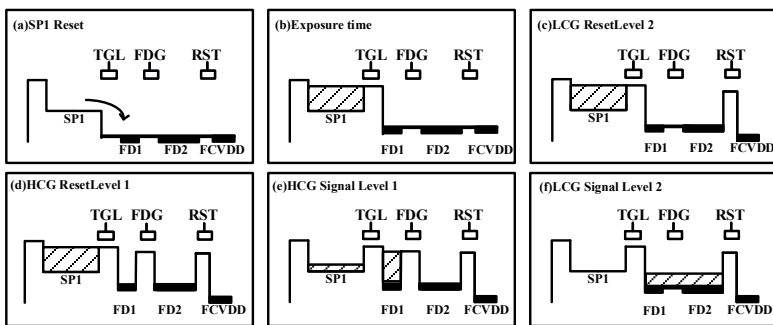 (a)SP1 Reset
TGL FDG RST
SP1
FD1 FD2 FCVDD
(b)Exposure time
TGL FDG RST
SP1
FD1 FD2 FCVDD
(c)LCG ResetLevel 2
TGL FDG RST
SP1
FD1 FD2 FCVDD
(d)HCG ResetLevel 1
TGL FDG RST
SP1
FD1 FD2 FCVDD
(e)HCG Signal Level 1
TGL FDG RST
SP1
FD1 FD2 FCVDD
(f)LCG Signal Level 2
TGL FDG RST
SP1
FD1 FD2 FCVDD